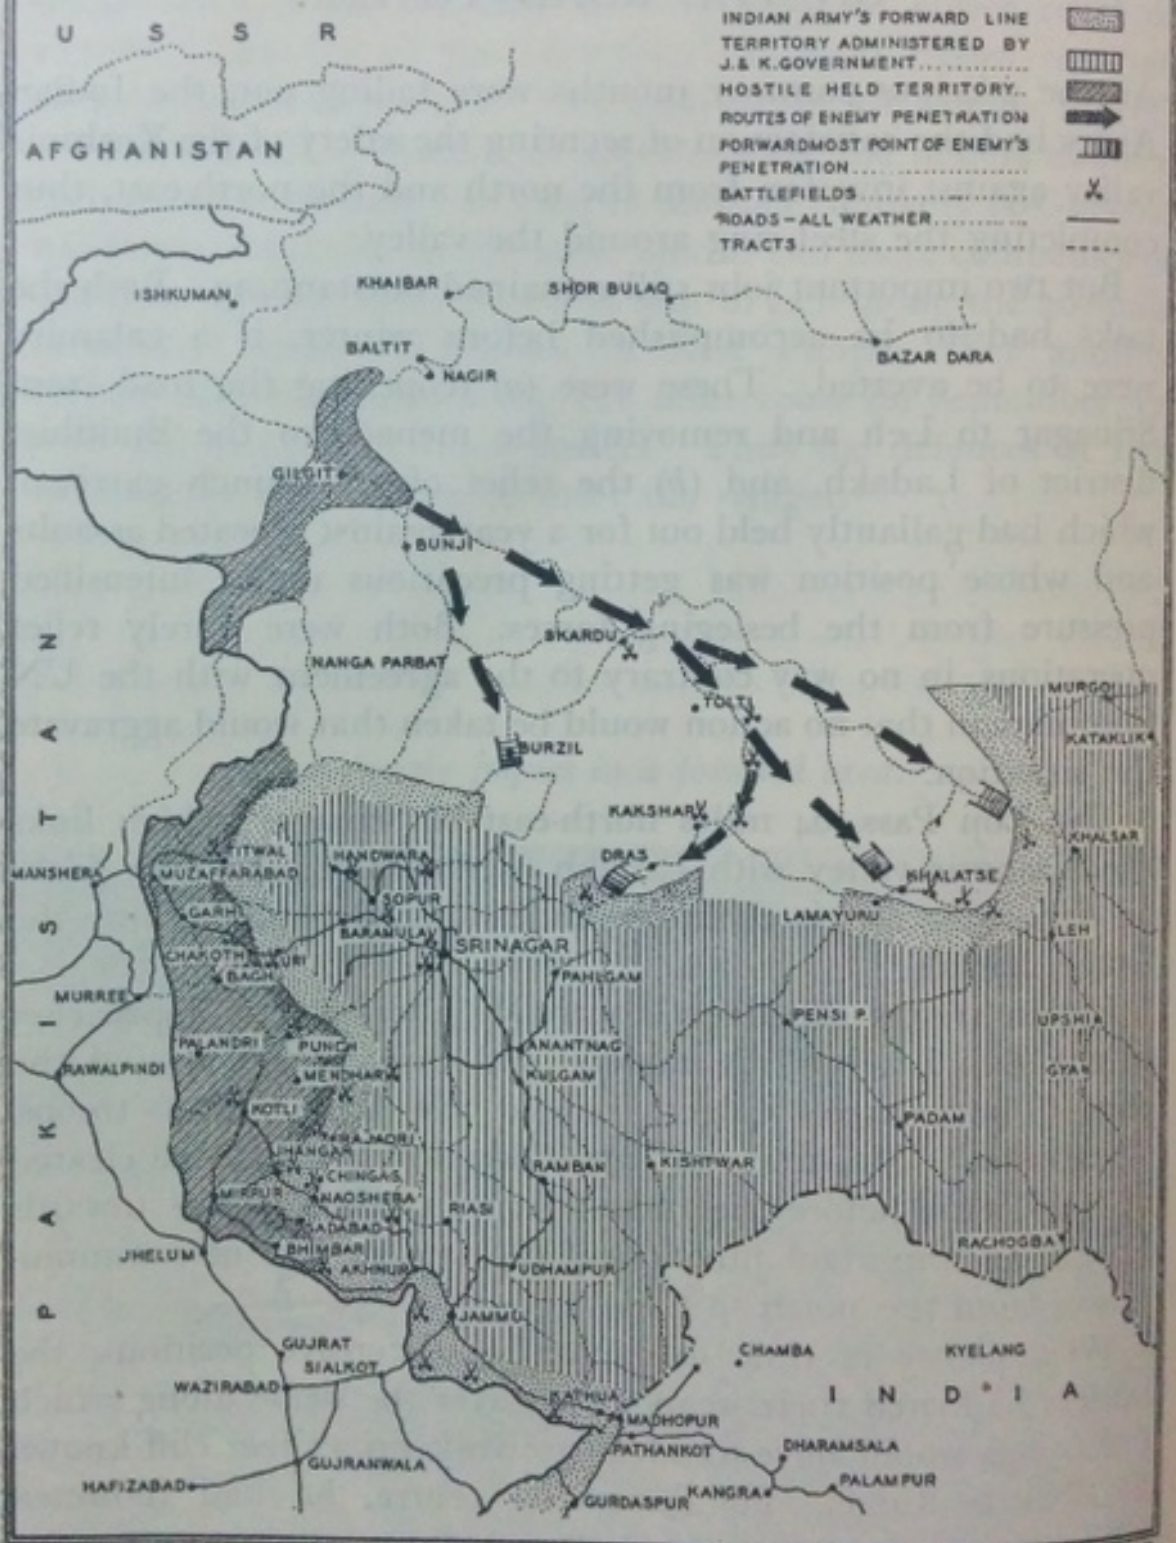 U S S R
INDIAN ARMY'S FORWARD LINE
TERRITORY ADMINISTERED BY
J.& K.GOVERNMENT............
HOSTILE HELD TERRITORY..
ROUTES OF ENEMY PENETRATION
FORWARDMOST POINT OF ENEMY'S
PENETRATION
BATTLEFIELDS
ROADS-ALL WEATHER
TRACTS
AFGHANISTAN
ISHKUMAN
KHAIBAR
SHOR BULAQ
BALTIT
NAGIR
BAZAR DARA
GILGIT
BUNJI
SKARDU
NANGA PARBAT
TOLTI
MURGO
KATAKLIK
BURZIL
KAKSHAR
KHALSAR
DRAS
KHALATSE
LAMAYURU
LEH
TITWAL
HANDWARA
MANSHERA
MUZAFFARABAD
SOPUR
GARHI
BARAMULA
SRINAGAR
CHAKOTHI
URI
BAGH
PAHLGAM
MURREE
PENSI P.
UPSHIA
PALANDRI
PUNCH
ANANTNAG
RAWALPINDI
MENDHAR
KULGAM
GYAN
KOTLI
PADAM
RAJAORI
JHANGAR
CHINGAS
RAMBAN
KISHTWAR
MIRPUR
NAOSHERA
RIASI
DADABAD
BHIMBAR
AKHNUR
JHELUM
UDHAMPUR
RACHOGBA
JAMMU
GUJRAT
SIALKOT
CHAMBA
KYELANG
WAZIRABAD
KATHUA
MADHOPUR
PATHANKOT
DHARAMSALA
GUJRANWALA
HAFIZABAD
GURDASPUR
KANGRA
PALAMPUR
PAKISTAN
INDIA